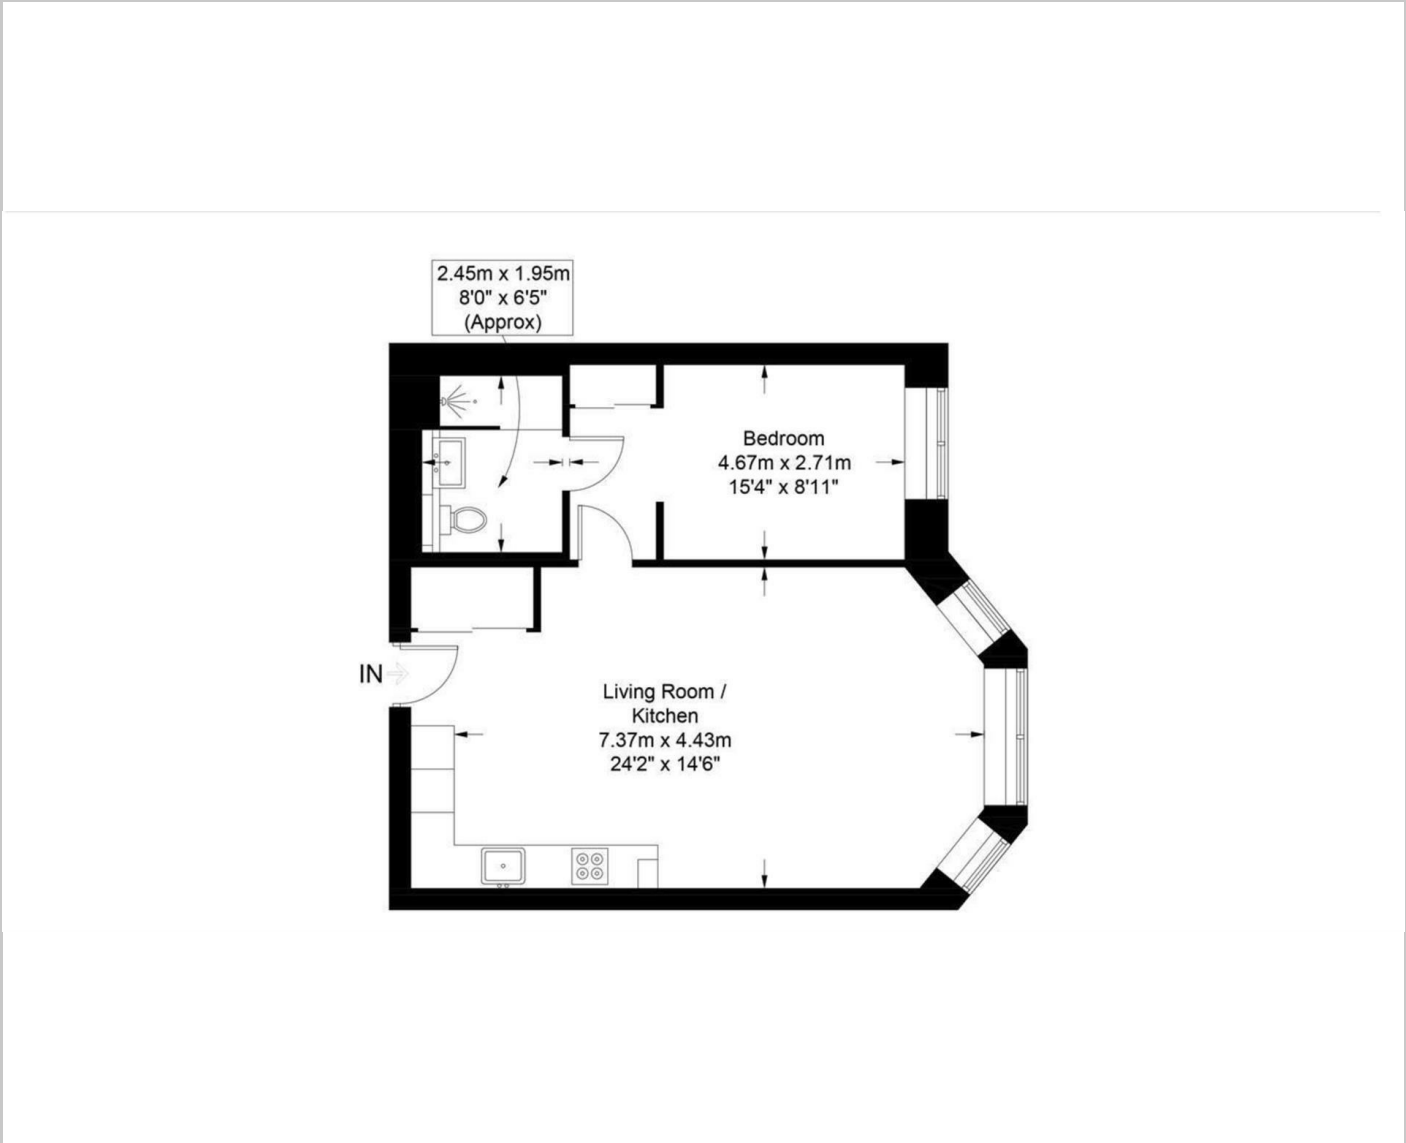 2.45m x 1.95m
8'0" x 6'5"
(Approx)
Bedroom
4.67m x 2.71m
15'4" x 8'11"
IN
Living Room /
Kitchen
7.37m x 4.43m
24'2" x 14'6"